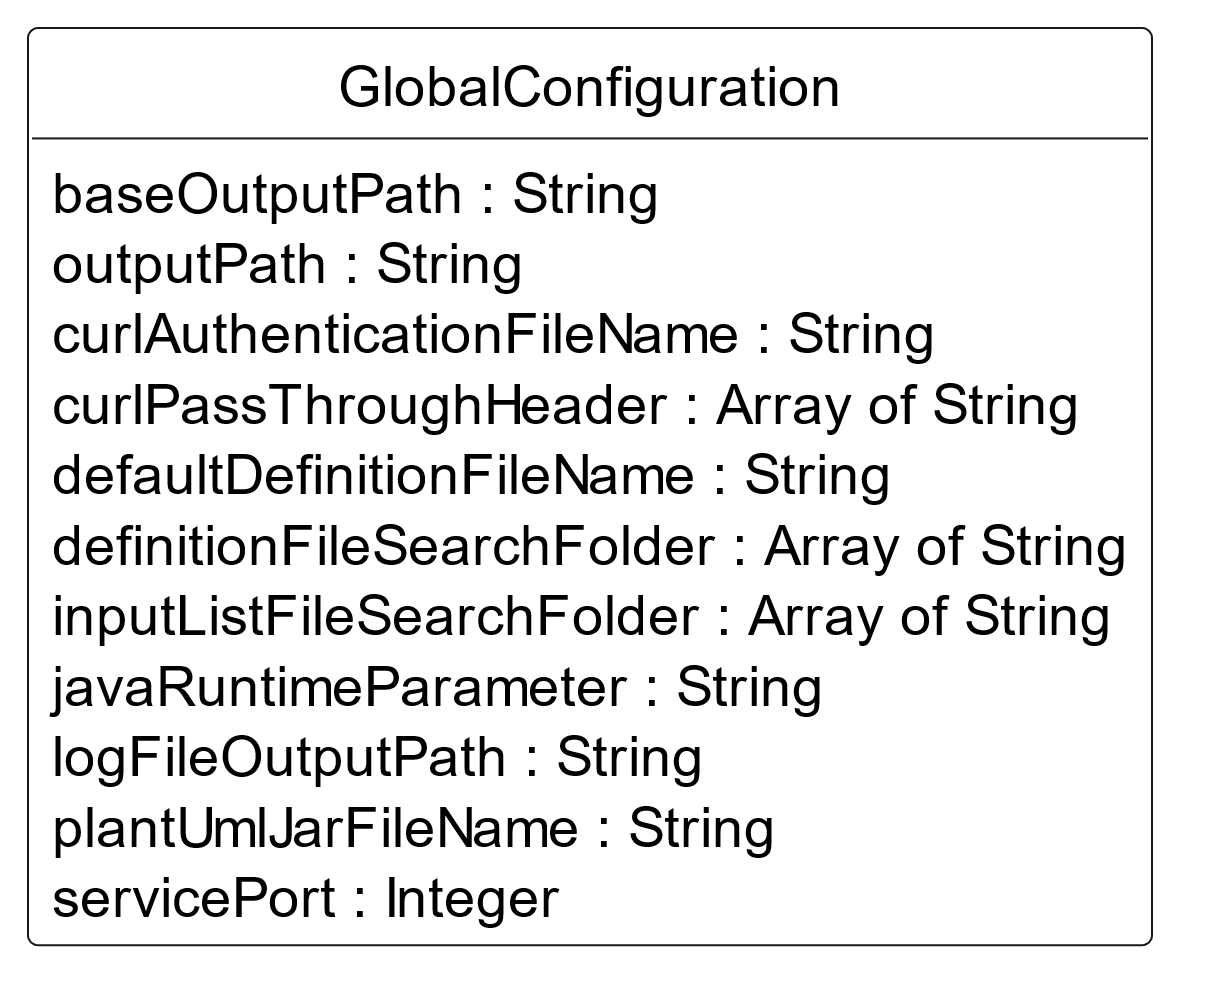 GlobalConfiguration
baseOutputPath : String
outputPath : String
curlAuthenticationFileName : String
curlPassThroughHeader : Array of String
defaultDefinitionFileName : String
definitionFileSearchFolder : Array of String
inputListFileSearchFolder : Array of String
javaRuntimeParameter : String
logFileOutputPath : String
plantUmlJarFileName : String
servicePort : Integer